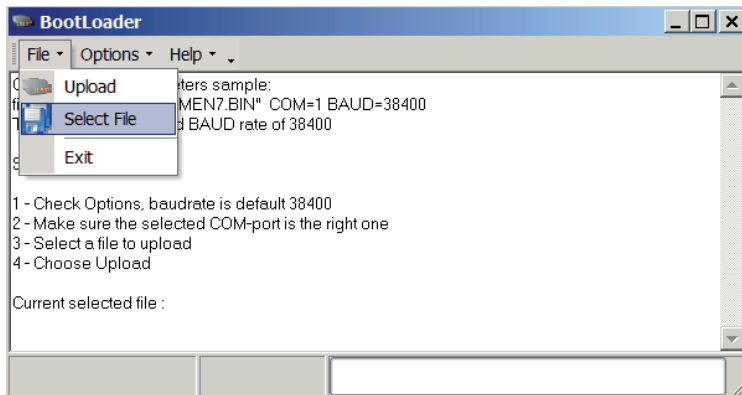 BootLoader
File Options Help
Upload
Select File
Exit
ters sample:
MEN7.BIN" COM=1 BAUD=38400
BAUD rate of 38400
1 - Check Options, baudrate is default 38400
2 - Make sure the selected COM-port is the right one
3 - Select a file to upload
4 - Choose Upload
Current selected file :